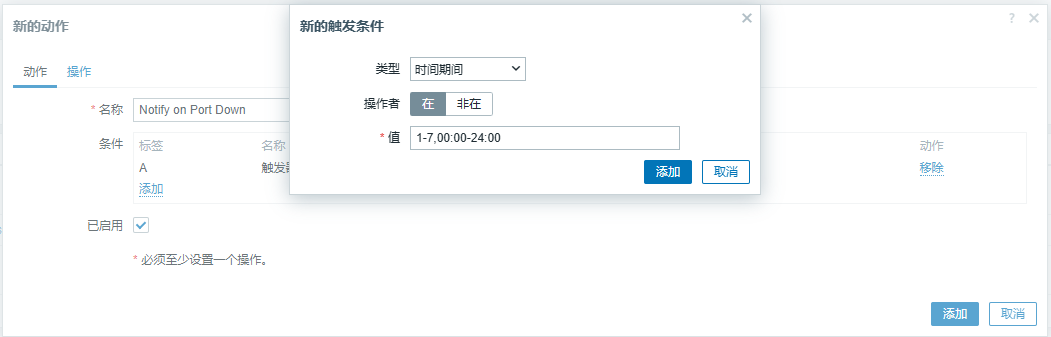 新的动作
?
动作 操作
* 名称 Notify on Port Down
条件 标签 名称 动作
A 触发 移除
添加
已启用
* 必须至少设置一个操作。
添加 取消
新的触发条件
类型 时间期间
操作者 在 非在
* 值 1-7,00:00-24:00
添加 取消